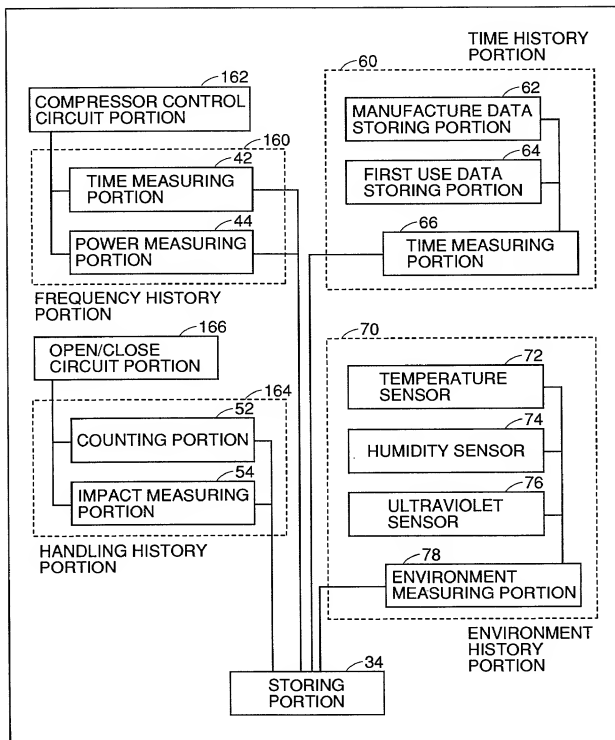 TIME HISTORY
PORTION
60
162
COMPRESSOR CONTROL
CIRCUIT PORTION
62
MANUFACTURE DATA
STORING PORTION
160
42
TIME MEASURING
PORTION
64
FIRST USE DATA
STORING PORTION
44
POWER MEASURING
PORTION
66
TIME MEASURING
PORTION
FREQUENCY HISTORY
PORTION
166
OPEN/CLOSE
CIRCUIT PORTION
70
72
TEMPERATURE
SENSOR
164
52
COUNTING PORTION
74
HUMIDITY SENSOR
54
IMPACT MEASURING
PORTION
76
ULTRAVIOLET
SENSOR
HANDLING HISTORY
PORTION
78
ENVIRONMENT
MEASURING PORTION
ENVIRONMENT
HISTORY
PORTION
34
STORING
PORTION